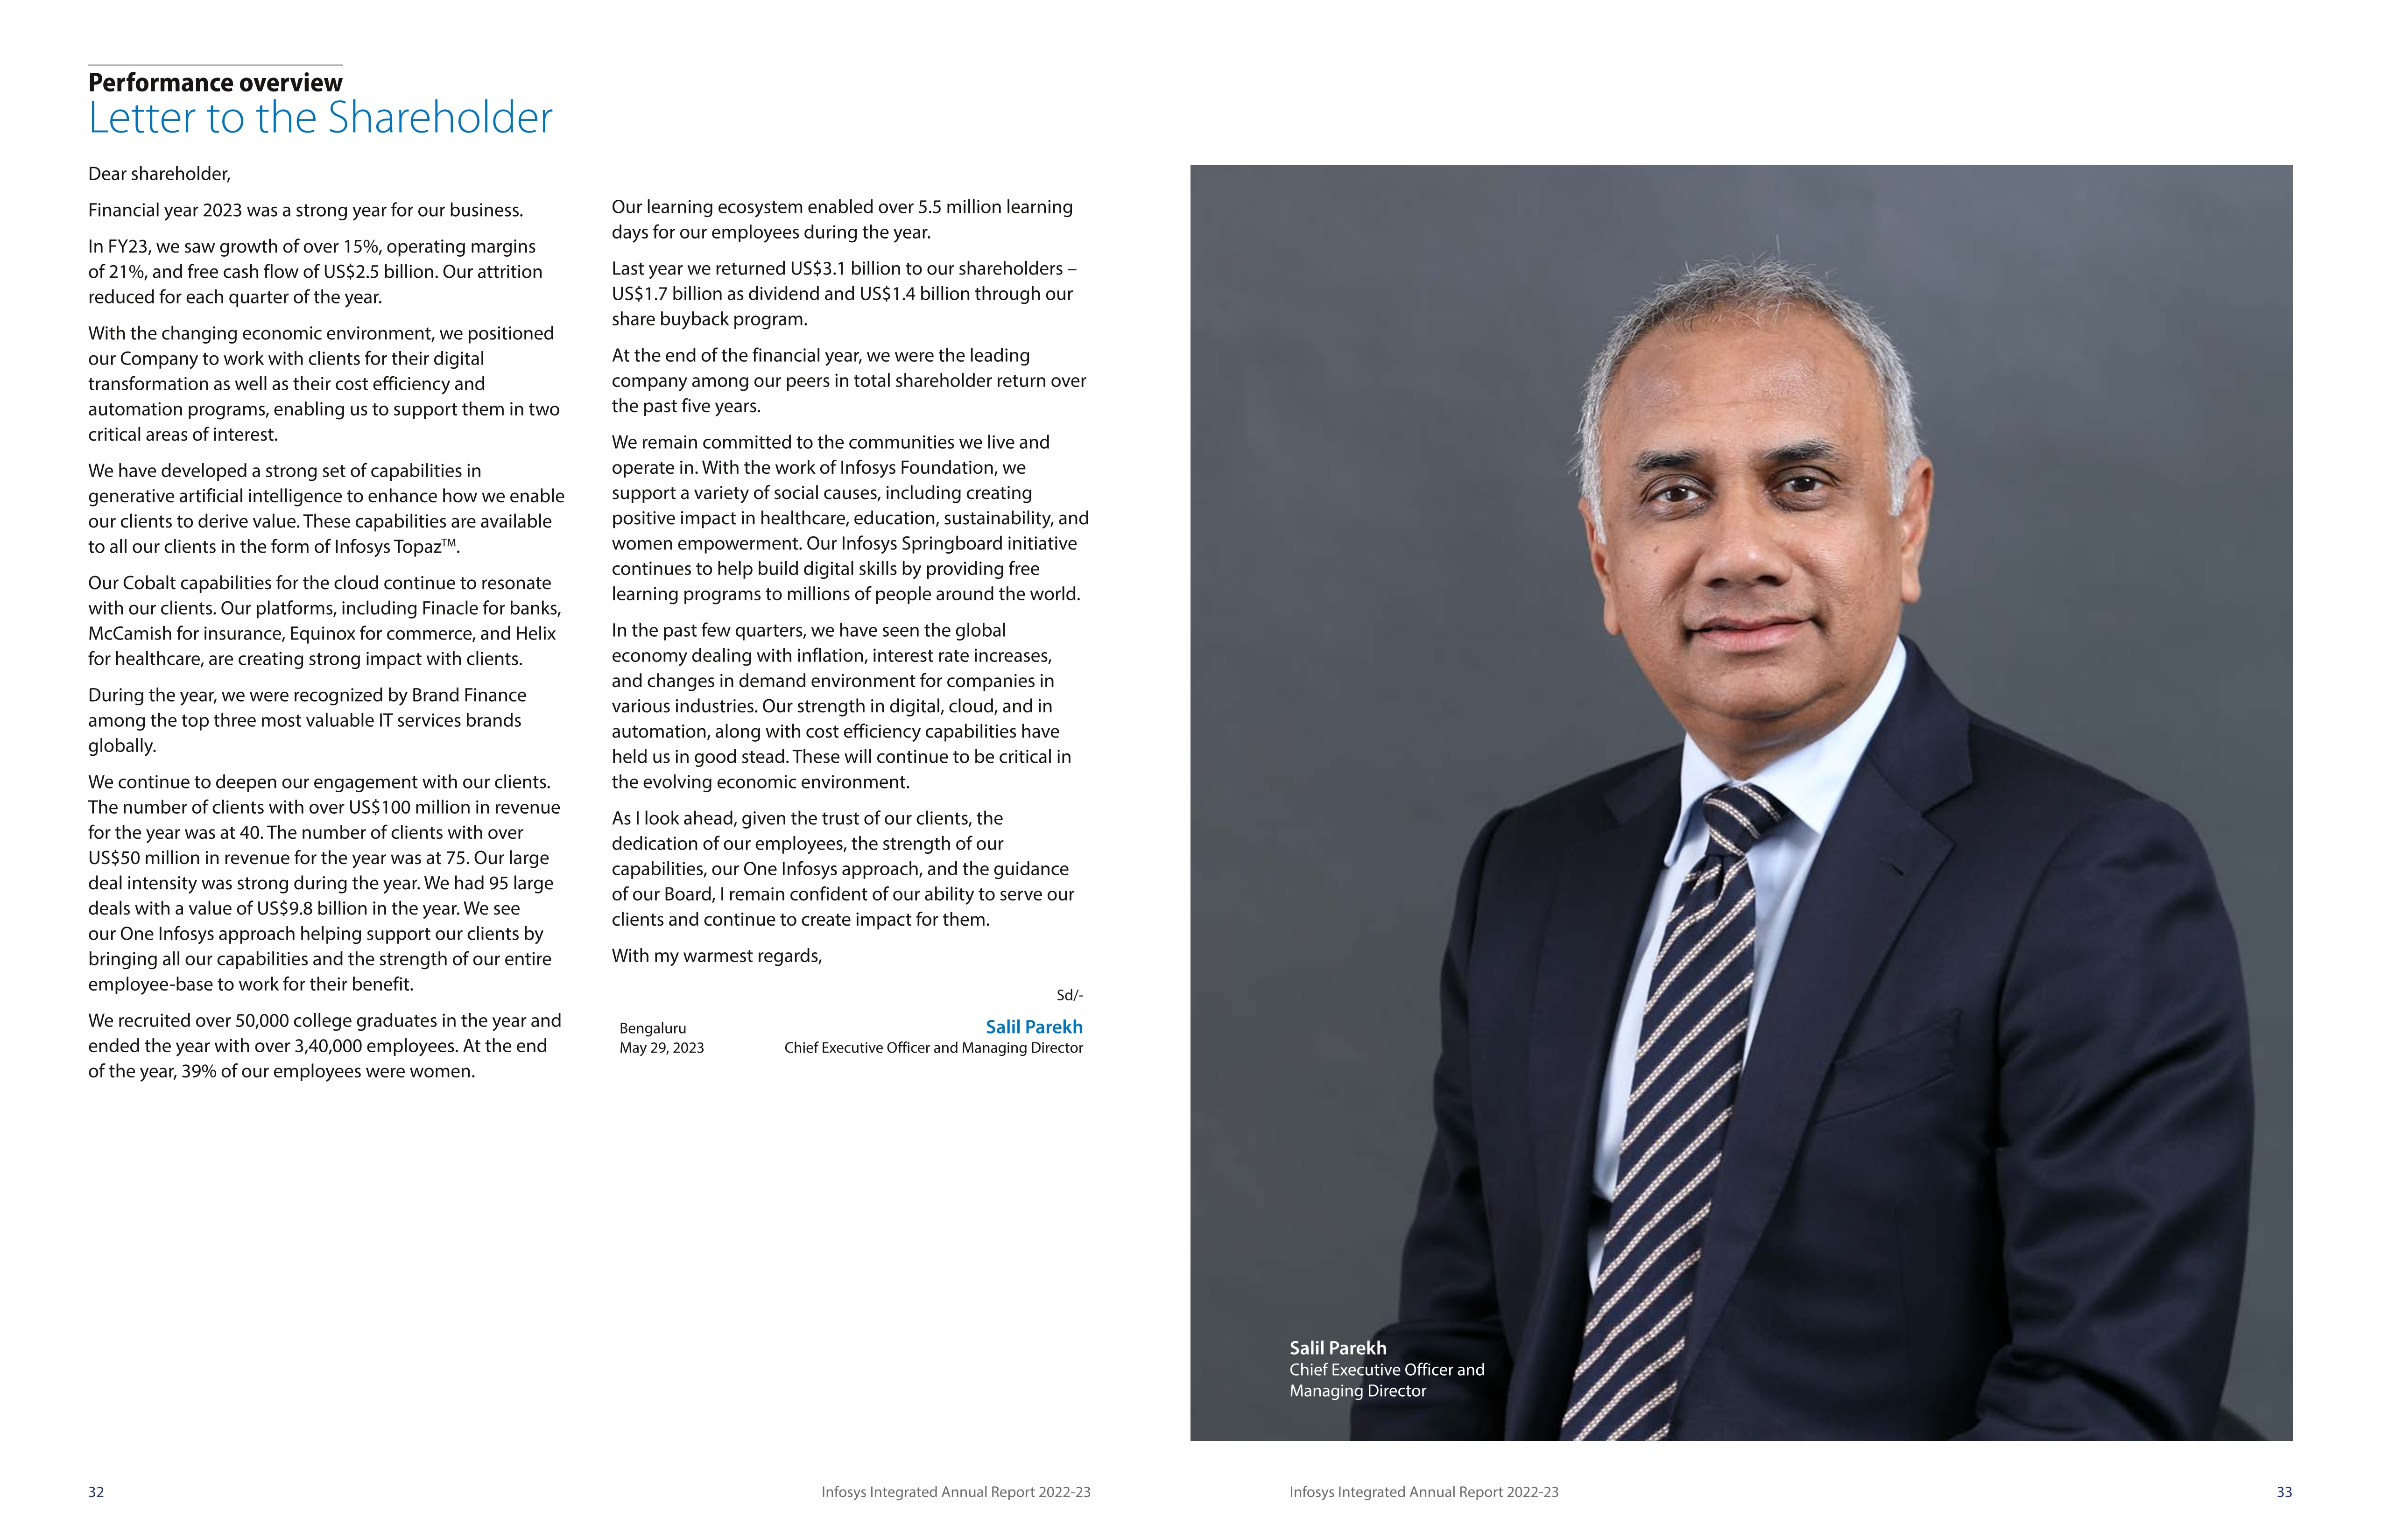 Performance overview
Letter to the Shareholder
Dear shareholder,
Financial year 2023 was a strong year for our business.
In FY23, we saw growth of over 15%, operating margins
of 21%, and free cash flow of US$2.5 billion. Our attrition
reduced for each quarter of the year.
With the changing economic environment, we positioned
our Company to work with clients for their digital
transformation as well as their cost efficiency and
automation programs, enabling us to support them in two
critical areas of interest.
We have developed a strong set of capabilities in
generative artificial intelligence to enhance how we enable
our clients to derive value. These capabilities are available
to all our clients in the form of Infosys Topaz™.
Our Cobalt capabilities for the cloud continue to resonate
with our clients. Our platforms, including Finacle for banks,
McCamish for insurance, Equinox for commerce, and Helix
for healthcare, are creating strong impact with clients.
During the year, we were recognized by Brand Finance
among the top three most valuable IT services brands
globally.
We continue to deepen our engagement with our clients.
The number of clients with over US$100 million in revenue
for the year was at 40. The number of clients with over
US$50 million in revenue for the year was at 75. Our large
deal intensity was strong during the year. We had 95 large
deals with a value of US$9.8 billion in the year. We see
our One Infosys approach helping support our clients by
bringing all our capabilities and the strength of our entire
employee-base to work for their benefit.
We recruited over 50,000 college graduates in the year and
ended the year with over 3,40,000 employees. At the end
of the year, 39% of our employees were women.
Our learning ecosystem enabled over 5.5 million learning
days for our employees during the year.
Last year we returned US$3.1 billion to our shareholders –
US$1.7 billion as dividend and US$1.4 billion through our
share buyback program.
At the end of the financial year, we were the leading
company among our peers in total shareholder return over
the past five years.
We remain committed to the communities we live and
operate in. With the work of Infosys Foundation, we
support a variety of social causes, including creating
positive impact in healthcare, education, sustainability, and
women empowerment. Our Infosys Springboard initiative
continues to help build digital skills by providing free
learning programs to millions of people around the world.
In the past few quarters, we have seen the global
economy dealing with inflation, interest rate increases,
and changes in demand environment for companies in
various industries. Our strength in digital, cloud, and in
automation, along with cost efficiency capabilities have
held us in good stead. These will continue to be critical in
the evolving economic environment.
As I look ahead, given the trust of our clients, the
dedication of our employees, the strength of our
capabilities, our One Infosys approach, and the guidance
of our Board, I remain confident of our ability to serve our
clients and continue to create impact for them.
With my warmest regards,
Sd/-
Bengaluru
May 29, 2023
Salil Parekh
Chief Executive Officer and Managing Director
Salil Parekh
Chief Executive Officer and
Managing Director
32
Infosys Integrated Annual Report 2022-23
Infosys Integrated Annual Report 2022-23
33